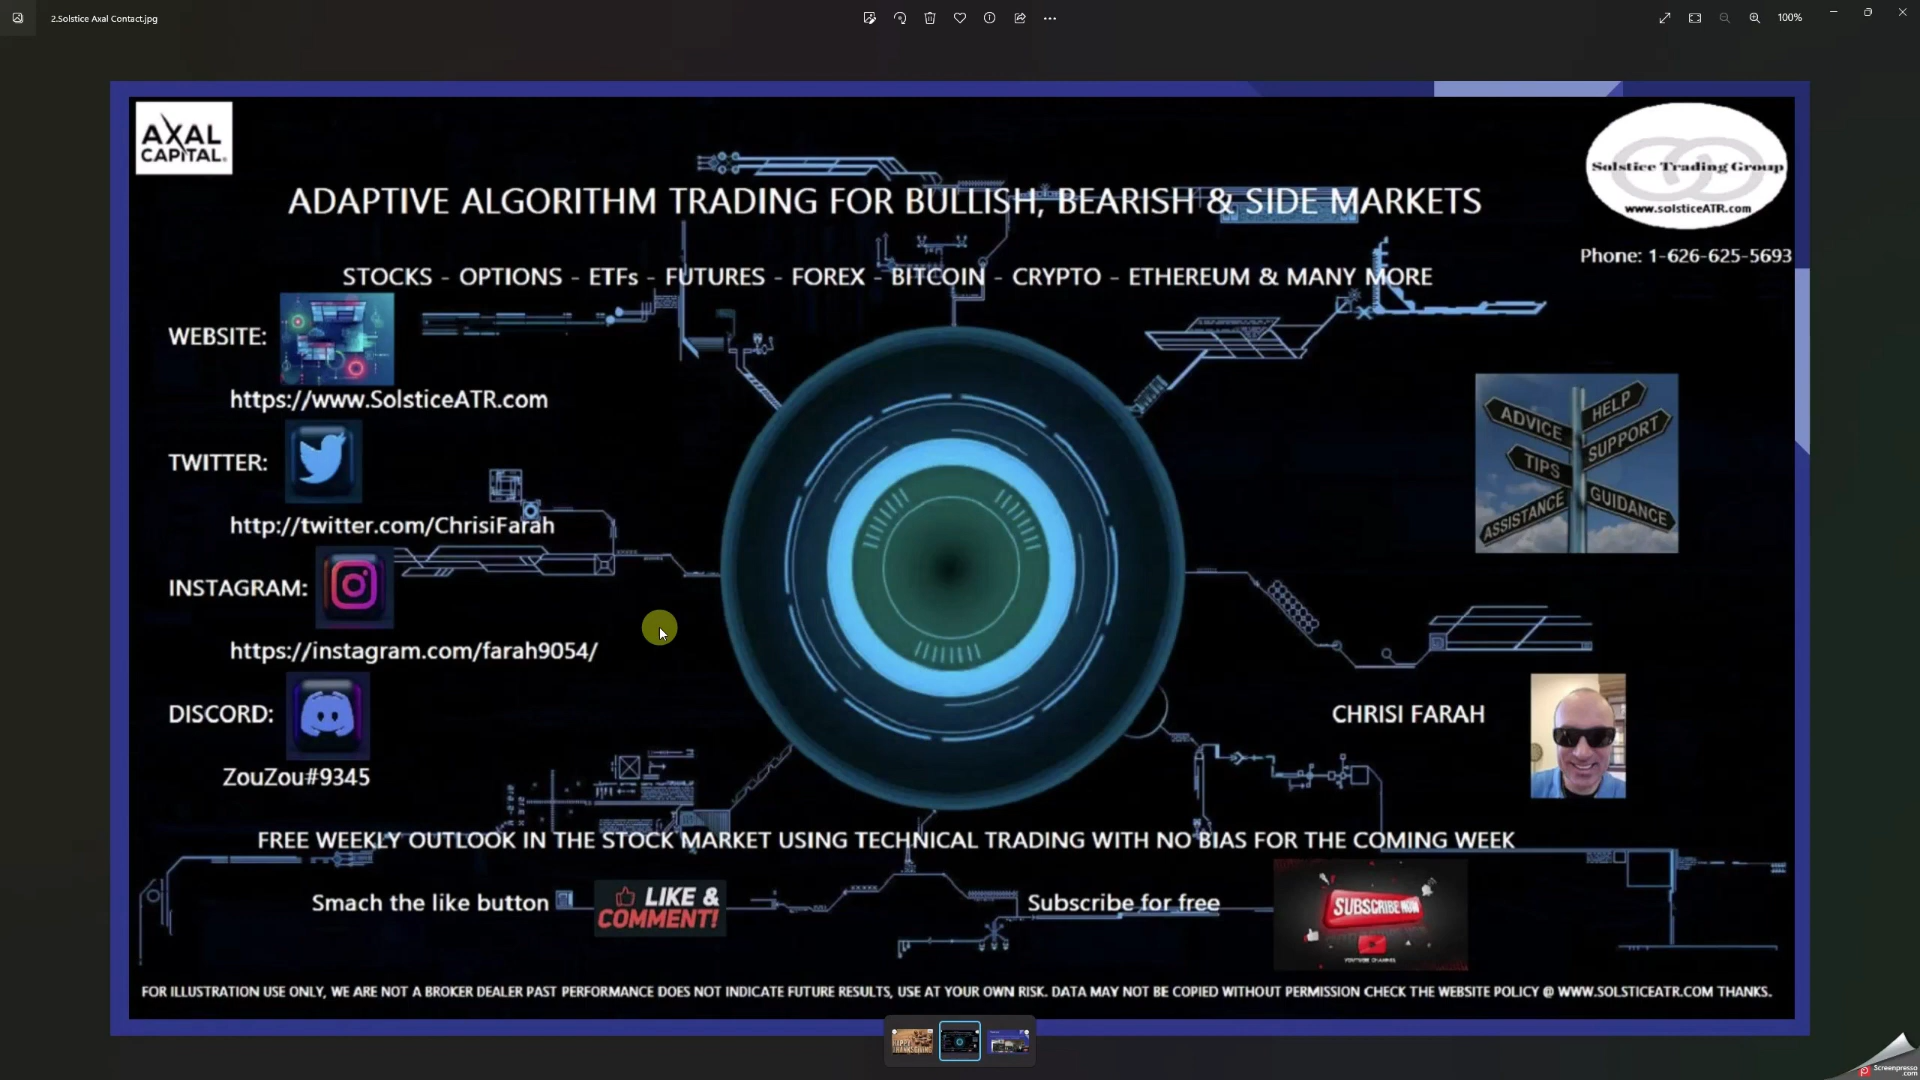 2.Solstice Axal Contact.jpg
100%
AXAL
CAPITAL.
Solstice Trading Group
www.solsticeATR.com
ADAPTIVE ALGORITHM TRADING FOR BULLISH, BEARISH & SIDE MARKETS
Phone: 1-626-625-5693
STOCKS - OPTIONS - ETFs - FUTURES - FOREX - BITCOIN - CRYPTO - ETHEREUM & MANY MORE
WEBSITE:
https://www.SolsticeATR.com
ADVICE
HELP
SUPPORT
TIPS
ASSISTANCE
GUIDANCE
TWITTER:
http://twitter.com/ChrisiFarah
INSTAGRAM:
https://instagram.com/farah9054/
DISCORD:
CHRISI FARAH
ZouZou#9345
FREE WEEKLY OUTLOOK IN THE STOCK MARKET USING TECHNICAL TRADING WITH NO BIAS FOR THE COMING WEEK
Smach the like button
LIKE &
COMMENT!
Subscribe for free
SUBSCRIBE NOW
YOUTUBE CHANNEL
FOR ILLUSTRATION USE ONLY, WE ARE NOT A BROKER DEALER PAST PERFORMANCE DOES NOT INDICATE FUTURE RESULTS, USE AT YOUR OWN RISK. DATA MAY NOT BE COPIED WITHOUT PERMISSION CHECK THE WEBSITE POLICY @ WWW.SOLSTICEATR.COM THANKS.
HAPPY
THANKSGIVING
Screenpresso
.com